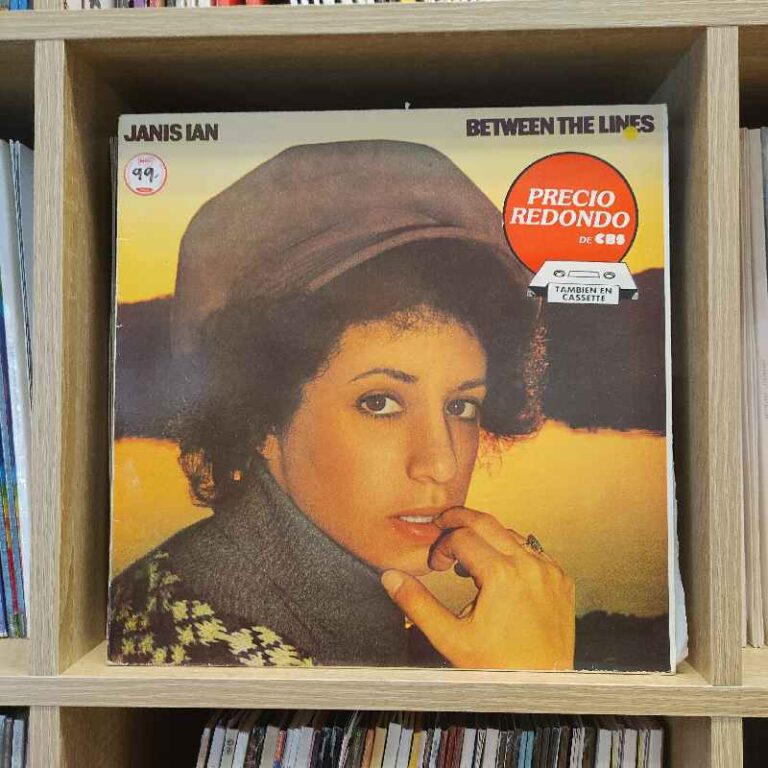 JANIS IAN
BETWEEN THE LINES
99
PRECIO
REDONDO
DE CBS
TAMBIEN EN
CASSETTE